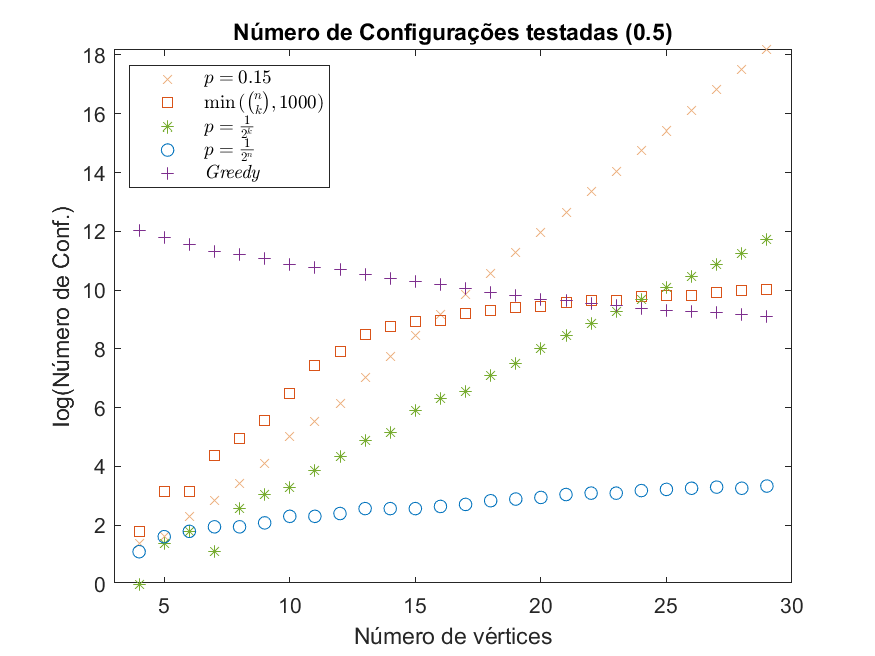 Número de Configurações testadas (0.5)
18
16
14
12
10
8
6
4
2
0
log(Número de Conf.)
p = 0.15
min ((n k), 1000)
p = 1/2^k
p = 1/2^n
Greedy
5 10 15 20 25 30
Número de vértices